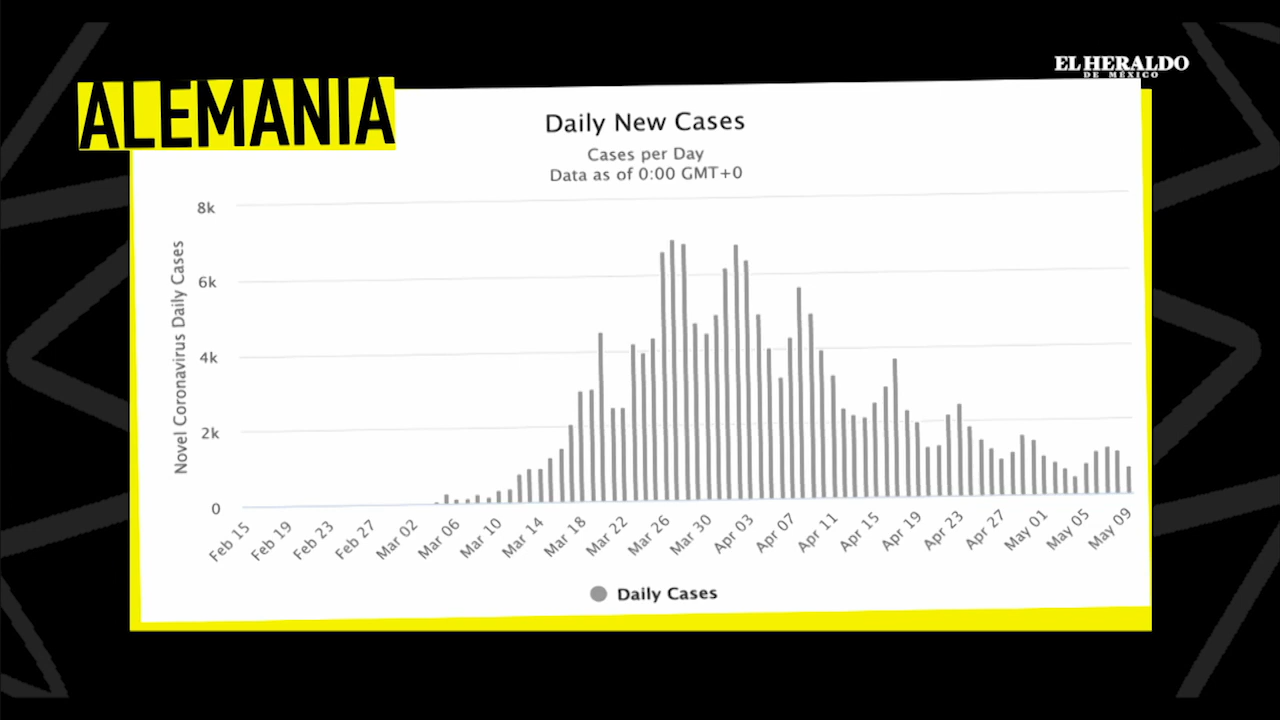 EL HERALDO
DE MÉXICO
ALEMANIA
Daily New Cases
Cases per Day
Data as of 0:00 GMT+0
Novel Coronavirus Daily Cases
8k
6k
4k
2k
0
Feb 15
Feb 19
Feb 23
Feb 27
Mar 02
Mar 06
Mar 10
Mar 14
Mar 18
Mar 22
Mar 26
Mar 30
Apr 03
Apr 07
Apr 11
Apr 15
Apr 19
Apr 23
Apr 27
May 01
May 05
May 09
Daily Cases